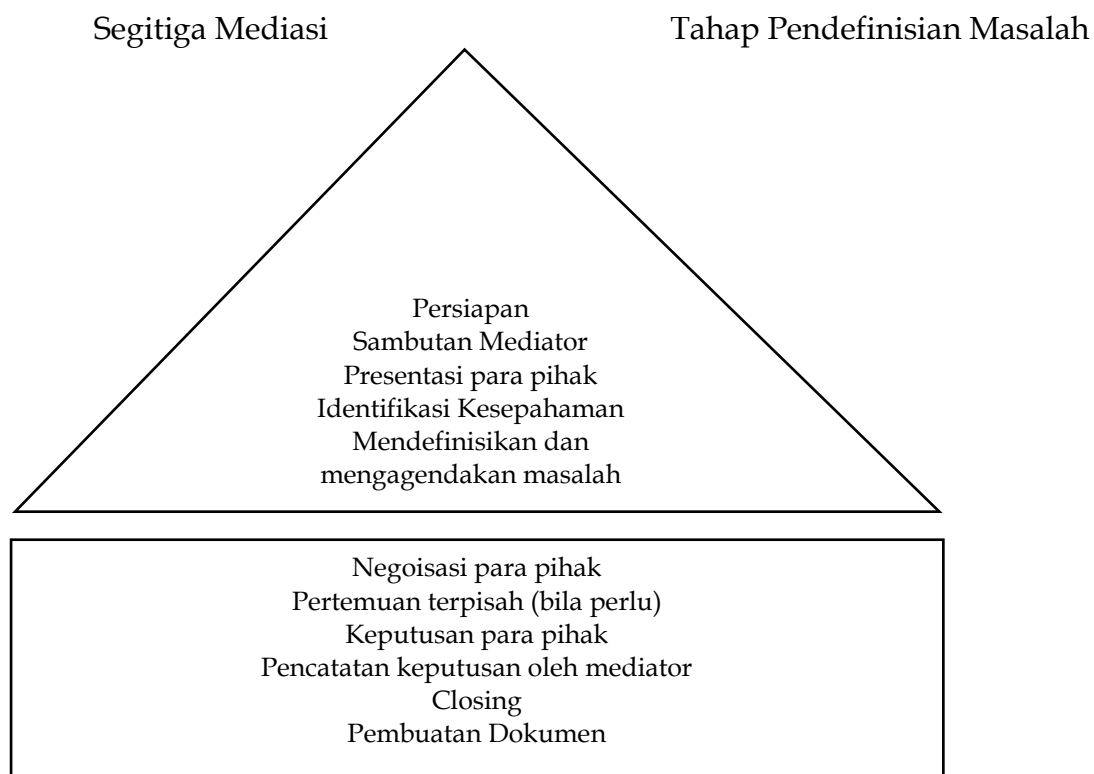 Segitiga Mediasi
Tahap Pendefinisian Masalah
Persiapan
Sambutan Mediator
Presentasi para pihak
Identifikasi Kesepahaman
Mendefinisikan dan
mengagendakan masalah
Negoisasi para pihak
Pertemuan terpisah (bila perlu)
Keputusan para pihak
Pencatatan keputusan oleh mediator
Closing
Pembuatan Dokumen